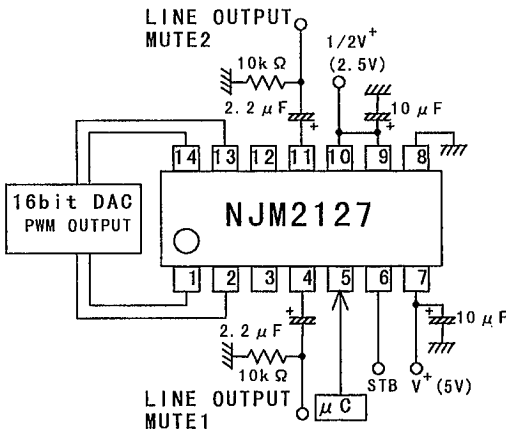 LINE OUTPUT
MUTE2
1/2V+
(2.5V)
10kΩ
2.2μF
+
+
10μF
14 13 12 11 10 9 8
16bit DAC
PWM OUTPUT
NJM2127
1 2 3 4 5 6 7
+
+
2.2μF
10μF
10kΩ
STB
V+(5V)
LINE OUTPUT
MUTE1
μC